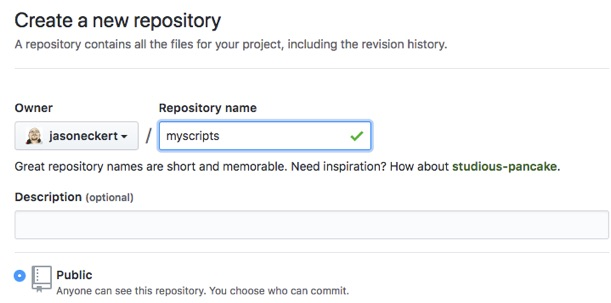 Create a new repository
A repository contains all the files for your project, including the revision history.
Owner
Repository name
jasoneckert
/
myscripts
Great repository names are short and memorable. Need inspiration? How about studious-pancake.
Description (optional)
Public
Anyone can see this repository. You choose who can commit.